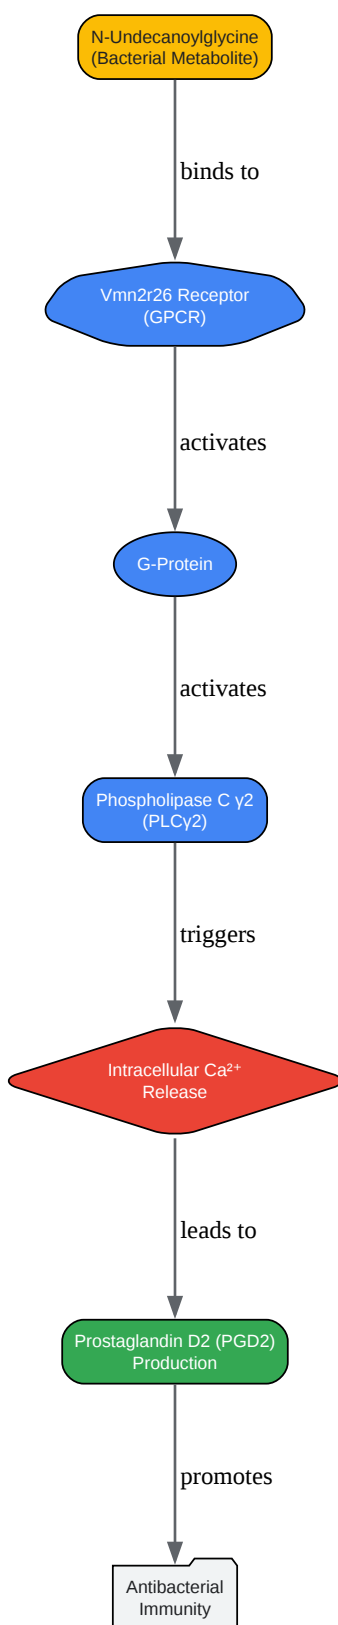 N-Undecanoylglycine
(Bacterial Metabolite)
binds to
Vmn2r26 Receptor
(GPCR)
activates
G-Protein
activates
Phospholipase C γ2
(PLCγ2)
triggers
Intracellular Ca²⁺
Release
leads to
Prostaglandin D2 (PGD2)
Production
promotes
Antibacterial
Immunity